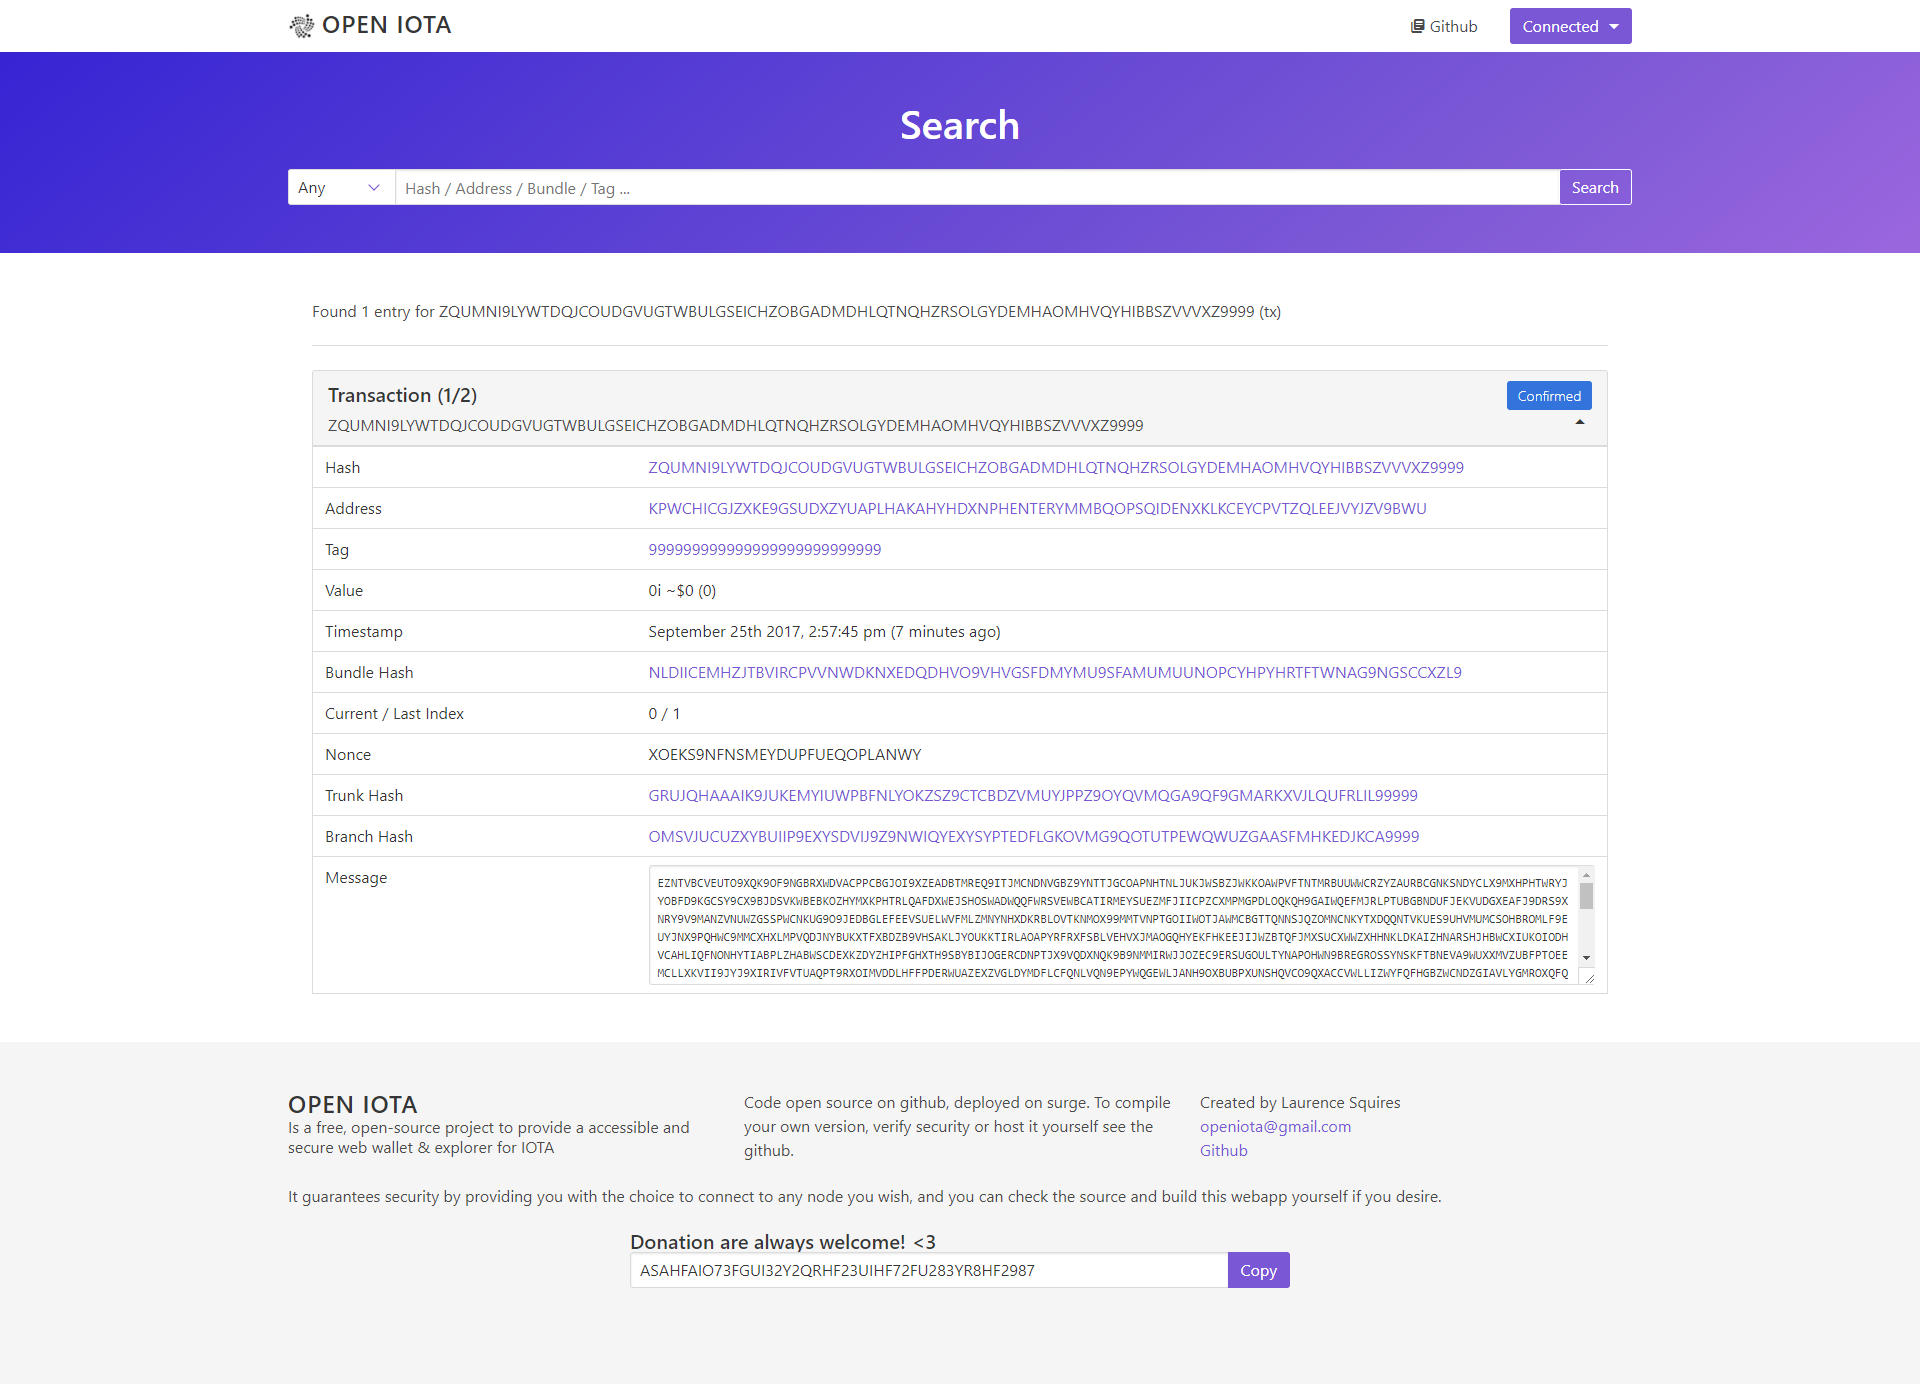 OPEN IOTA
Github
Connected
Search
Any
Hash / Address / Bundle / Tag ...
Search
Found 1 entry for ZQUMNI9LYWTDQJCOUDGVUGTWBULGSEICHZOBGADMDHLQTNQHZRSOLGYDEMHAOMHVQYHIBBSZVVVXZ9999 (tx)
Transaction (1/2)
Confirmed
ZQUMNI9LYWTDQJCOUDGVUGTWBULGSEICHZOBGADMDHLQTNQHZRSOLGYDEMHAOMHVQYHIBBSZVVVXZ9999
Hash ZQUMNI9LYWTDQJCOUDGVUGTWBULGSEICHZOBGADMDHLQTNQHZRSOLGYDEMHAOMHVQYHIBBSZVVVXZ9999
Address KPWCHICGJZXKE9GSUDXZYUAPLHAKAHYHDXNPHENTERYMMBQOPSQIDENXKLKCEYCPVTZQLEEJVYJZV9BWU
Tag 999999999999999999999999999
Value 0i ~$0 (0)
Timestamp September 25th 2017, 2:57:45 pm (7 minutes ago)
Bundle Hash NLDIICEMHZJTBVIRCPVVNWDKNXEDQDHVO9VHVGSFDMYMU9SFAMUMUUNOPCYHPYHRTFTWNAG9NGSCCXZL9
Current / Last Index 0 / 1
Nonce XOEKS9NFNSMEYDUPFUEQOPLANWY
Trunk Hash GRUJQHAAAIK9JUKEMYIUWPBFNLYOKZSZ9CTCBDZVMUYJPPZ9OYQVMQGA9QF9GMARKXVJLQUFRLIL99999
Branch Hash OMSVJUCUZXYBUIIP9EXYSDVIJ9Z9NWIQYEXYSYPTEDFLGKOVMG9QOTUTPEWQWUZGAASFMHKEDJKCA9999
Message
EZNTVBCVEUTO9XQK9OF9NGBRXWDVACPPCBGJOI9XZEADBTMREQ9ITJMCNDNVGBZ9YNTTJGCOAPNHTNLJUKJWSBZJWKKOAWPVFTNTMRBUUWWCRZYZAURBCGNKSNDYCLX9MXHPHTWRYJ
YOBFD9KGCSY9CX9BJDSVKWBEBKOZHYMXKPHTRLQAFDXWEJSHOSWADWQQFWRSVEWBCATIRMEYSUEZMFJIICPZCXMPMGPDLOQKQH9GAIWQEFMJRLPTUBGBNDUFJEKVUDGXEAFJ9DRS9X
NRY9V9MANZVNUWZGSSPWCNKUG9O9JEDBGLEFEEVSUELWVFMLZMNYNHXDKRBLOVTKNMOX99MMTVNPTGOIIWOTJAWMCBGTTQNNSJQZOMNCNKYTXDQQNTVKUES9UHVMUMCSOHBROMLF9E
UYJNX9PQHWC9MMCXHXLMPVQDJNYBUKXTFXBDZB9VHSAKLJYOUKKTIRLAOAPYRFRXFSBLVEHVXJMAOGQHYEKFHKEEJIJWZBTQFJMXSUCXWWZXHHNKLDKAIZHNARSHJHBWCXIUKOIODH
VCAHLIQFNONHYTIABPLZHABWSCDEXKZDYZHIPFGHXTH9SBYBIJOGERCDNPTJX9VQDXNQK9B9NMMIRWJJOZEC9ERSUGOULTYNAPOHWN9BREGROSSYNSKFTBNEVA9WUXXMVZUBFPTOEE
MCLLXKVII9JYJ9XIRIVFVTUAQPT9RXOIMVDDLHFFPDERWUAZEXZVGLDYMDFLCFQNLVQN9EPYWQGEWLJANH9OXBUBPXUNSHQVCO9QXACCVWLLIZWYFQFHGBZWCNDZGIAVLYGMROXQFQ
OPEN IOTA
Is a free, open-source project to provide a accessible and
secure web wallet & explorer for IOTA
Code open source on github, deployed on surge. To compile
your own version, verify security or host it yourself see the
github.
Created by Laurence Squires
openiota@gmail.com
Github
It guarantees security by providing you with the choice to connect to any node you wish, and you can check the source and build this webapp yourself if you desire.
Donation are always welcome! <3
ASAHFAIO73FGUI32Y2QRHF23UIHF72FU283YR8HF2987
Copy